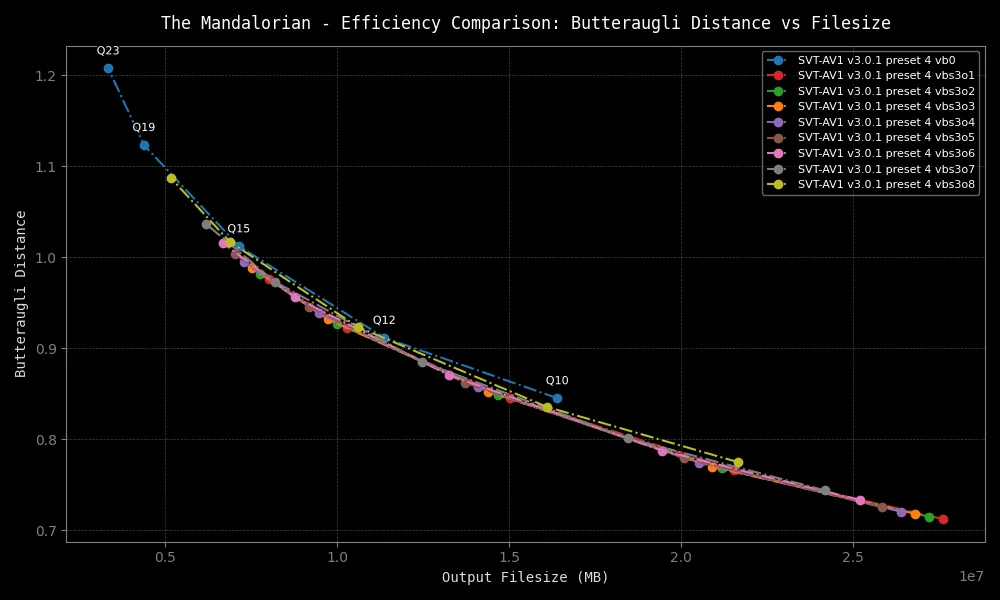 The Mandalorian - Efficiency Comparison: Butteraugli Distance vs Filesize
Q23
Q19
Q15
Q12
Q10
SVT-AV1 v3.0.1 preset 4 vb0
SVT-AV1 v3.0.1 preset 4 vbs3o1
SVT-AV1 v3.0.1 preset 4 vbs3o2
SVT-AV1 v3.0.1 preset 4 vbs3o3
SVT-AV1 v3.0.1 preset 4 vbs3o4
SVT-AV1 v3.0.1 preset 4 vbs3o5
SVT-AV1 v3.0.1 preset 4 vbs3o6
SVT-AV1 v3.0.1 preset 4 vbs3o7
SVT-AV1 v3.0.1 preset 4 vbs3o8
Butteraugli Distance
1.2
1.1
1.0
0.9
0.8
0.7
0.5
1.0
1.5
2.0
2.5
1e7
Output Filesize (MB)